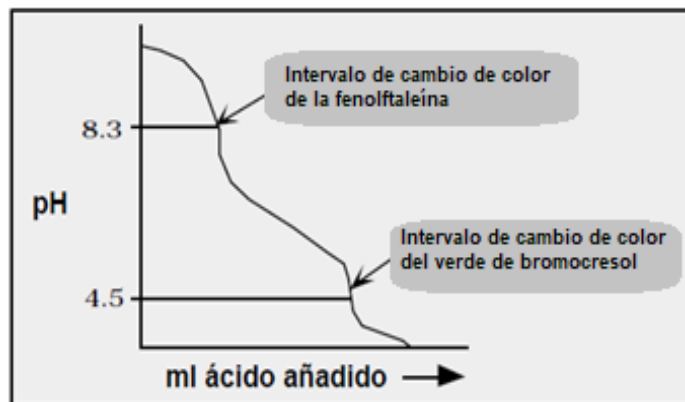 Intervalo de cambio de color
de la fenolftaleína
8.3
pH
Intervalo de cambio de color
del verde de bromocresol
4.5
ml ácido añadido